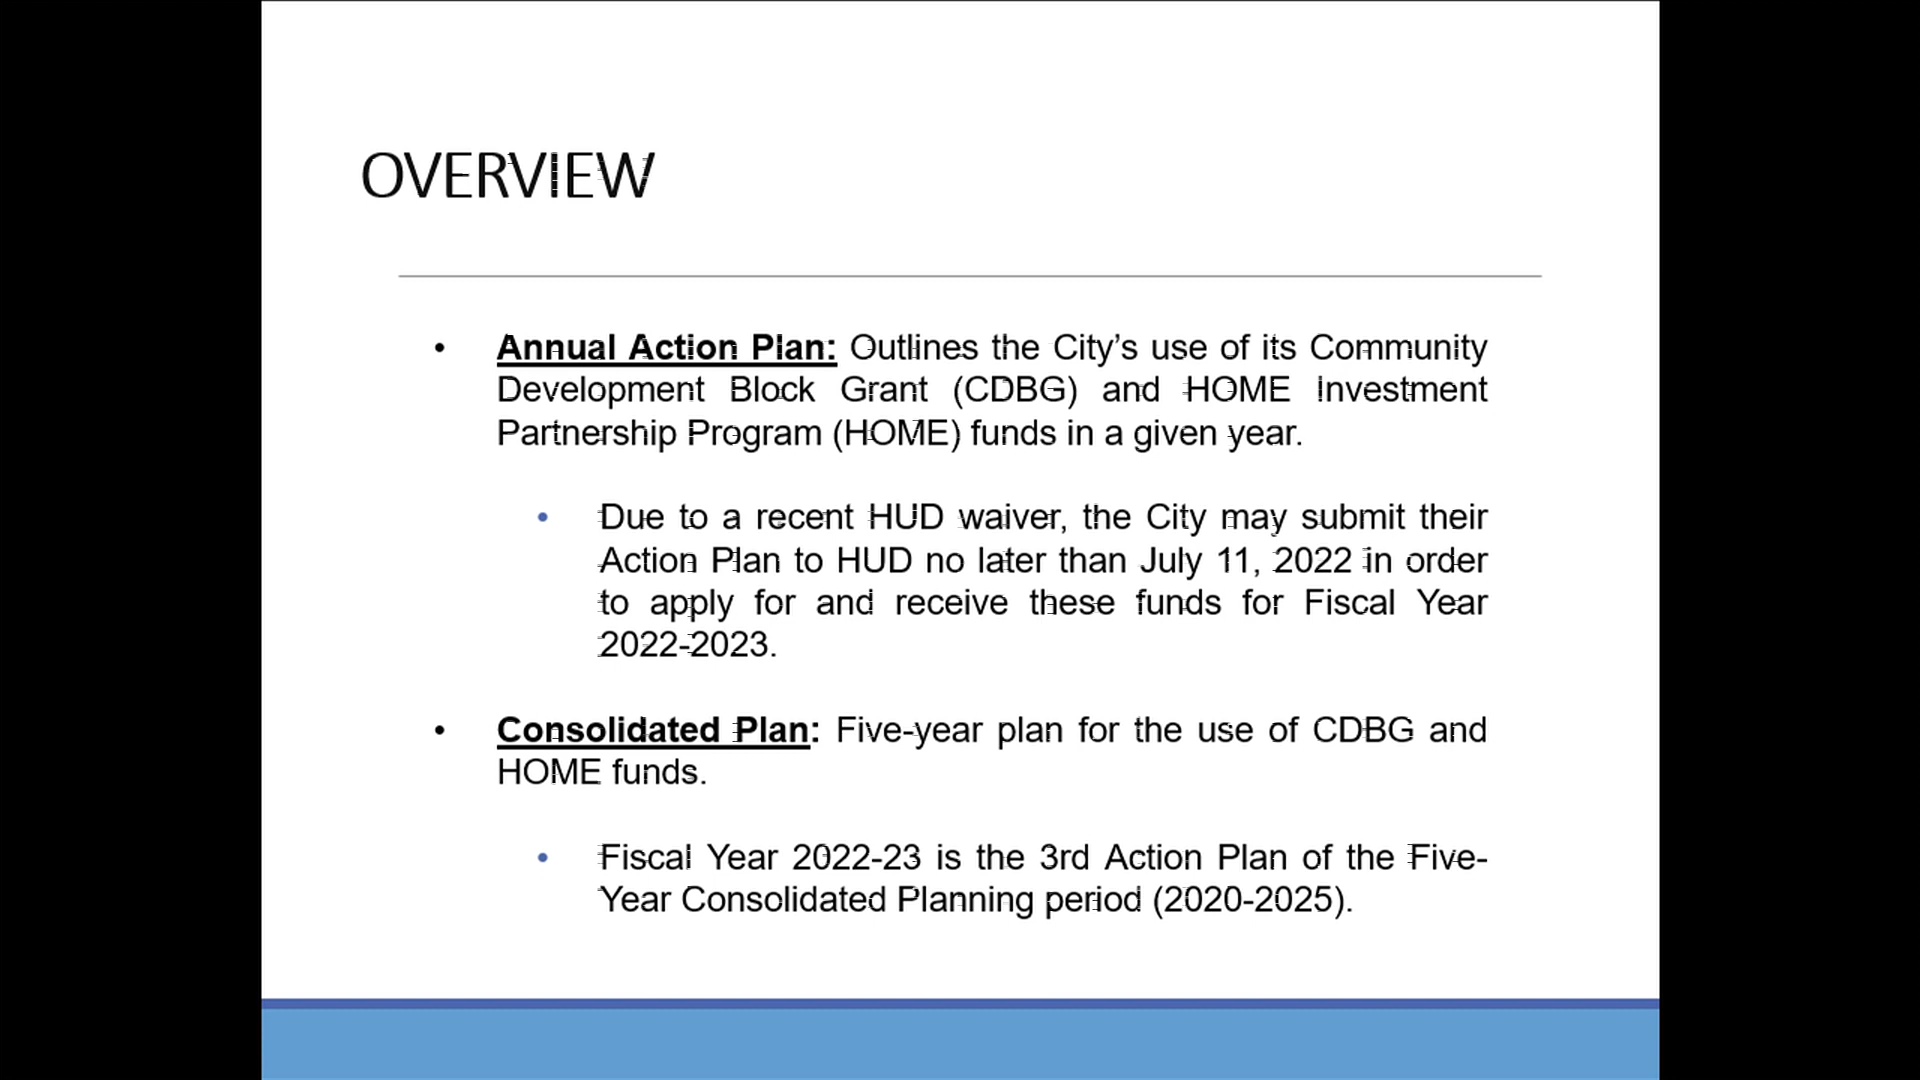 OVERVIEW
• Annual Action Plan: Outlines the City’s use of its Community
Development Block Grant (CDBG) and HOME Investment
Partnership Program (HOME) funds in a given year.
• Due to a recent HUD waiver, the City may submit their
Action Plan to HUD no later than July 11, 2022 in order
to apply for and receive these funds for Fiscal Year
2022-2023.
• Consolidated Plan: Five-year plan for the use of CDBG and
HOME funds.
• Fiscal Year 2022-23 is the 3rd Action Plan of the Five-
Year Consolidated Planning period (2020-2025).